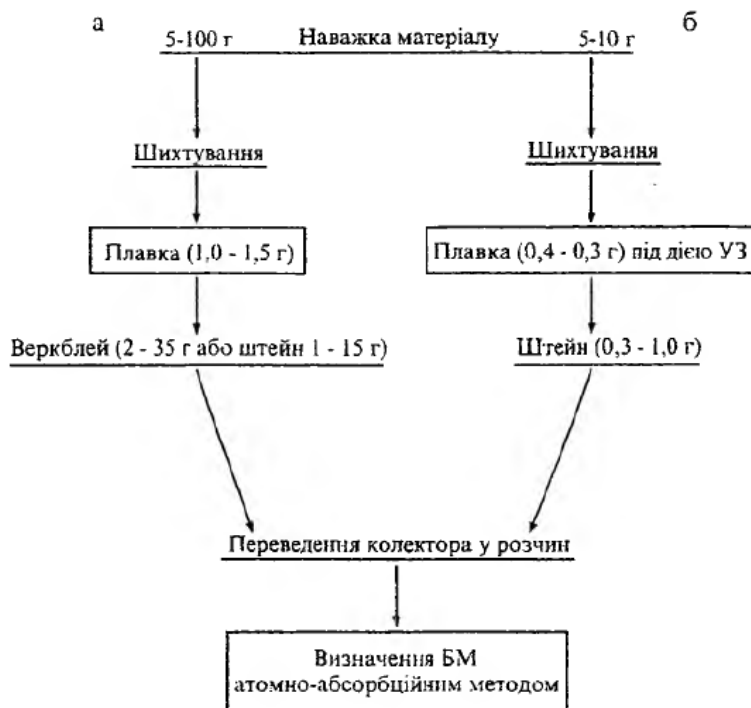 а
б
5-100 г Наважка матеріалу 5-10 г
Шихтування
Шихтування
Плавка (1,0 - 1,5 г)
Плавка (0,4 - 0,3 г) під дією УЗ
Веркблей (2 - 35 г або штейн 1 - 15 г)
Штейн (0,3 - 1,0 г)
Переведення колектора у розчин
Визначення БМ
атомно-абсорбційним методом